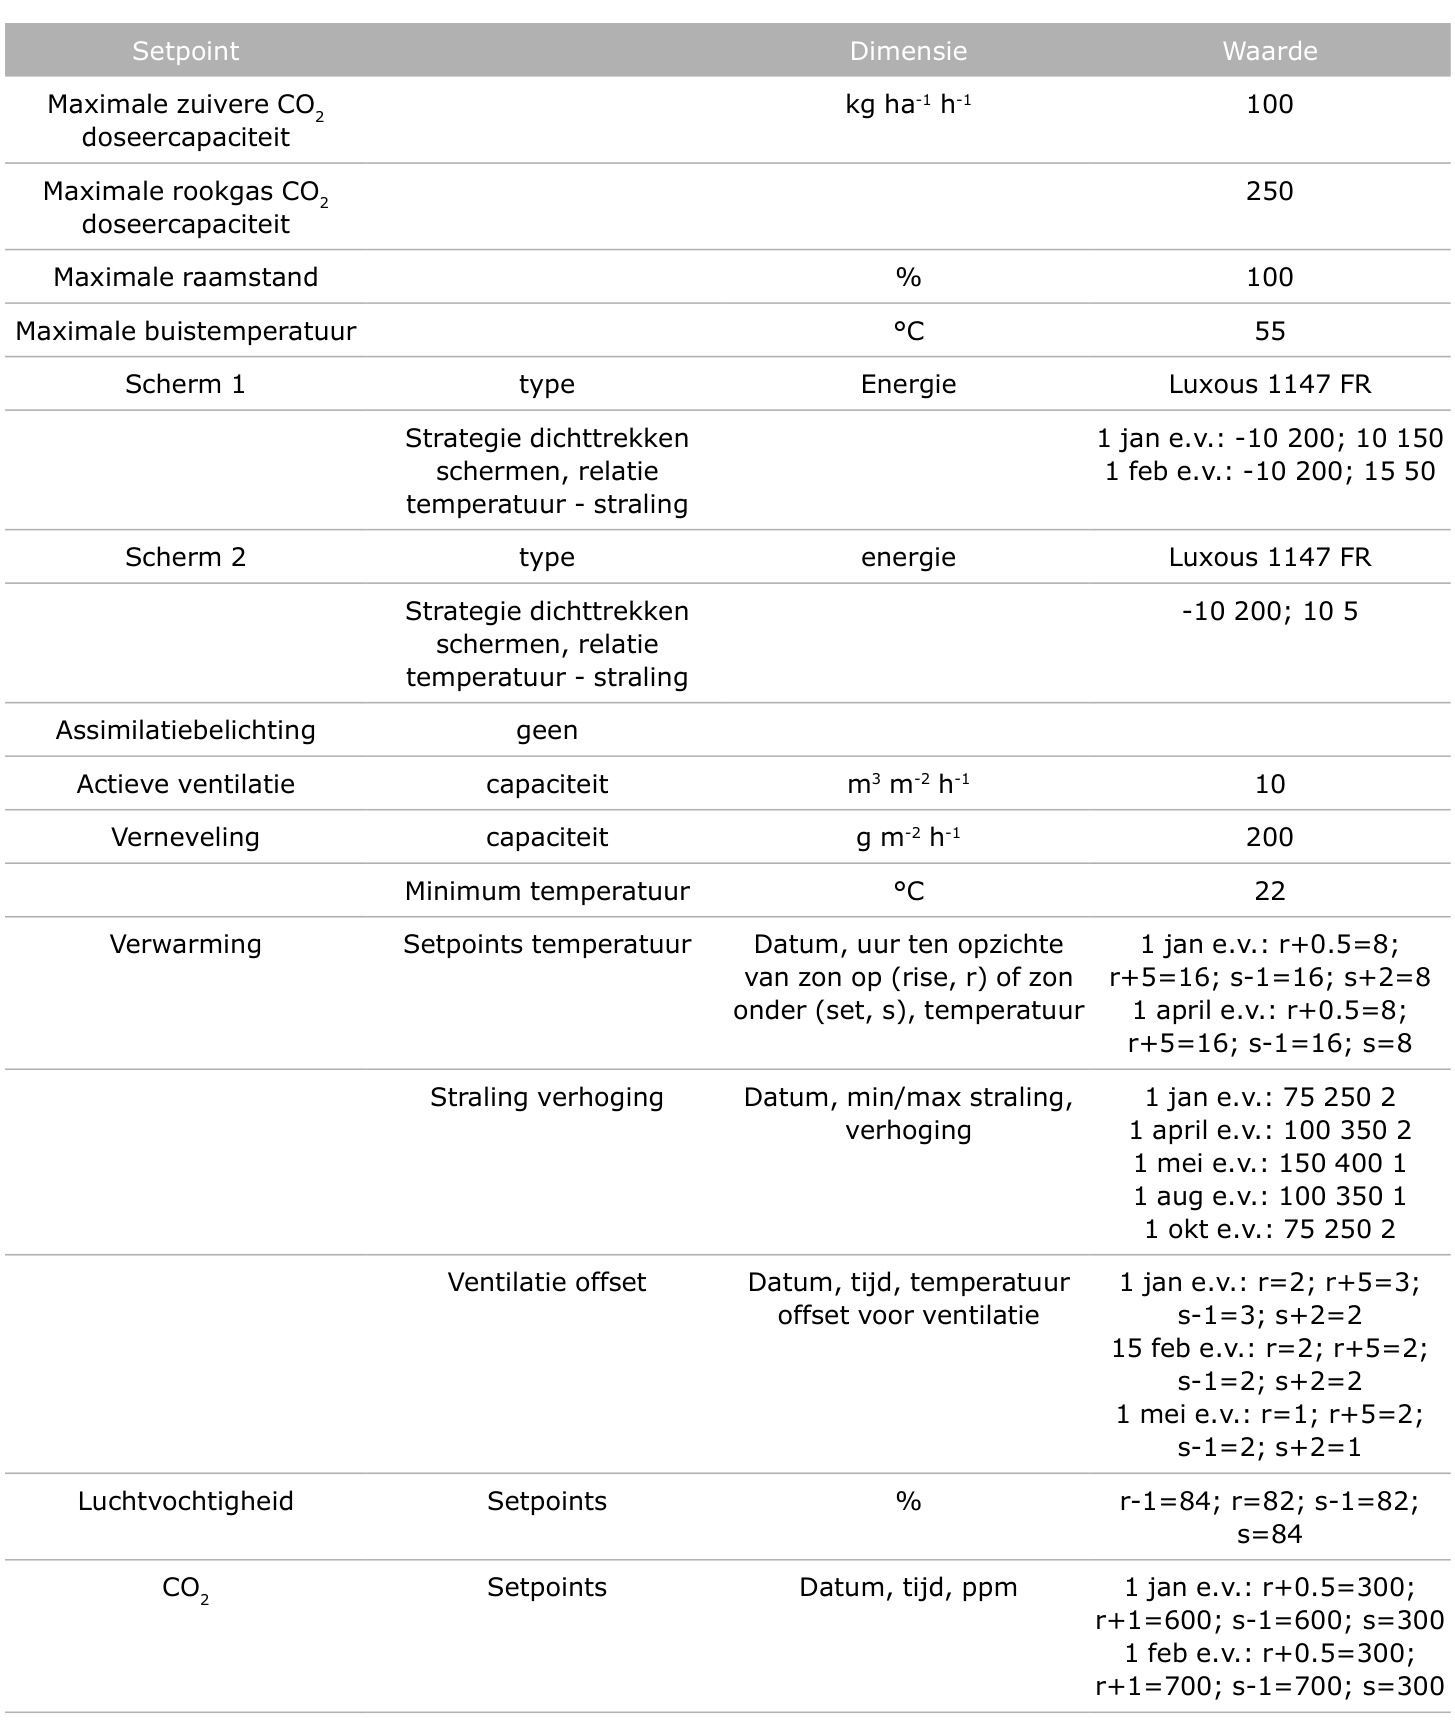 Setpoint Dimensie Waarde
Maximale zuivere CO₂ kg ha⁻¹ h⁻¹ 100
doseercapaciteit
Maximale rookgas CO₂ 250
doseercapaciteit
Maximale raamstand % 100
Maximale buistemperatuur °C 55
Scherm 1 type Energie Luxous 1147 FR
Strategie dichttrekken 1 jan e.v.: -10 200; 10 150
schermen, relatie 1 feb e.v.: -10 200; 15 50
temperatuur - straling
Scherm 2 type energie Luxous 1147 FR
Strategie dichttrekken -10 200; 10 5
schermen, relatie
temperatuur - straling
Assimilatiebelichting geen
Actieve ventilatie capaciteit m³ m⁻² h⁻¹ 10
Verneveling capaciteit g m⁻² h⁻¹ 200
Minimum temperatuur °C 22
Verwarming Setpoints temperatuur Datum, uur ten opzichte 1 jan e.v.: r+0.5=8;
van zon op (rise, r) of zon r+5=16; s-1=16; s+2=8
onder (set, s), temperatuur 1 april e.v.: r+0.5=8;
r+5=16; s-1=16; s=8
Straling verhoging Datum, min/max straling, 1 jan e.v.: 75 250 2
verhoging 1 april e.v.: 100 350 2
1 mei e.v.: 150 400 1
1 aug e.v.: 100 350 1
1 okt e.v.: 75 250 2
Ventilatie offset Datum, tijd, temperatuur 1 jan e.v.: r=2; r+5=3;
offset voor ventilatie s-1=3; s+2=2
15 feb e.v.: r=2; r+5=2;
s-1=2; s+2=2
1 mei e.v.: r=1; r+5=2;
s-1=2; s+2=1
Luchtvochtigheid Setpoints % r-1=84; r=82; s-1=82;
s=84
CO₂ Setpoints Datum, tijd, ppm 1 jan e.v.: r+0.5=300;
r+1=600; s-1=600; s=300
1 feb e.v.: r+0.5=300;
r+1=700; s-1=700; s=300